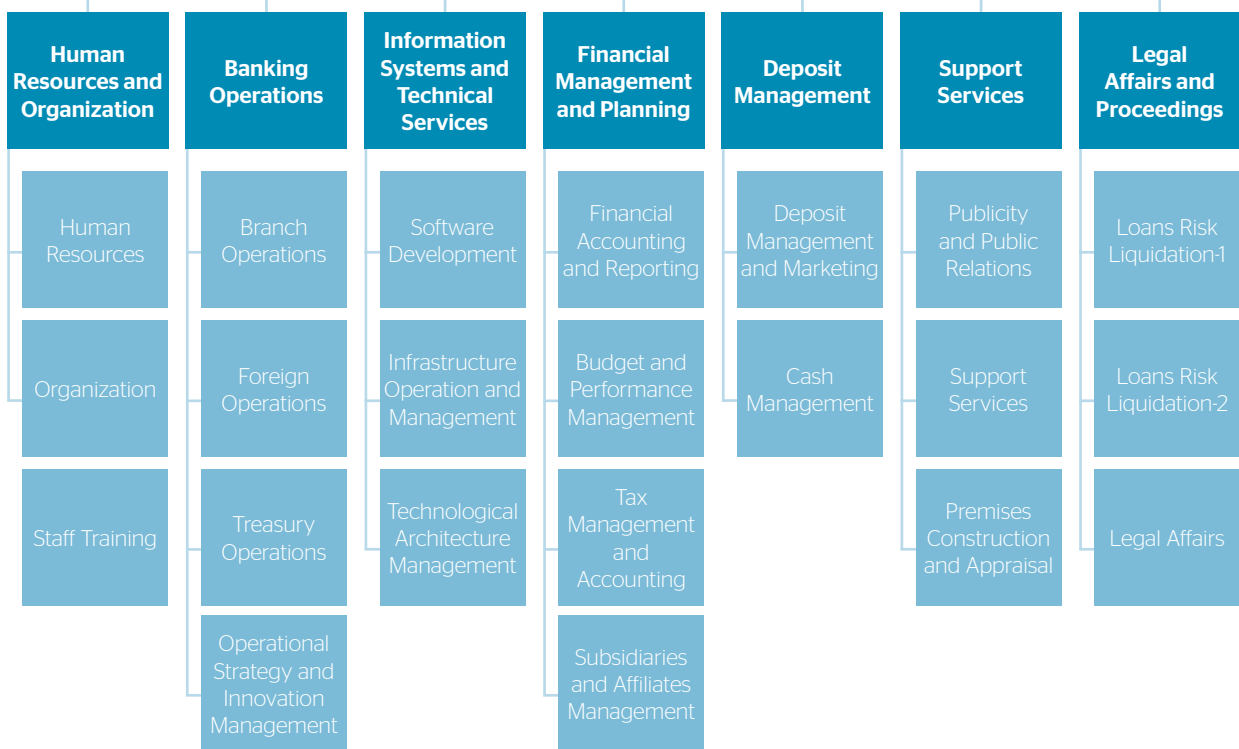 Human
Resources and
Organization
Human
Resources
Organization
Staff Training
Banking
Operations
Branch
Operations
Foreign
Operations
Treasury
Operations
Operational
Strategy and
Innovation
Management
Information
Systems and
Technical
Services
Software
Development
Infrastructure
Operation and
Management
Technological
Architecture
Management
Financial
Management
and Planning
Financial
Accounting
and Reporting
Budget and
Performance
Management
Tax
Management
and
Accounting
Subsidiaries
and Affiliates
Management
Deposit
Management
Deposit
Management
and Marketing
Cash
Management
Support
Services
Publicity
and Public
Relations
Support
Services
Premises
Construction
and Appraisal
Legal
Affairs and
Proceedings
Loans Risk
Liquidation-1
Loans Risk
Liquidation-2
Legal Affairs